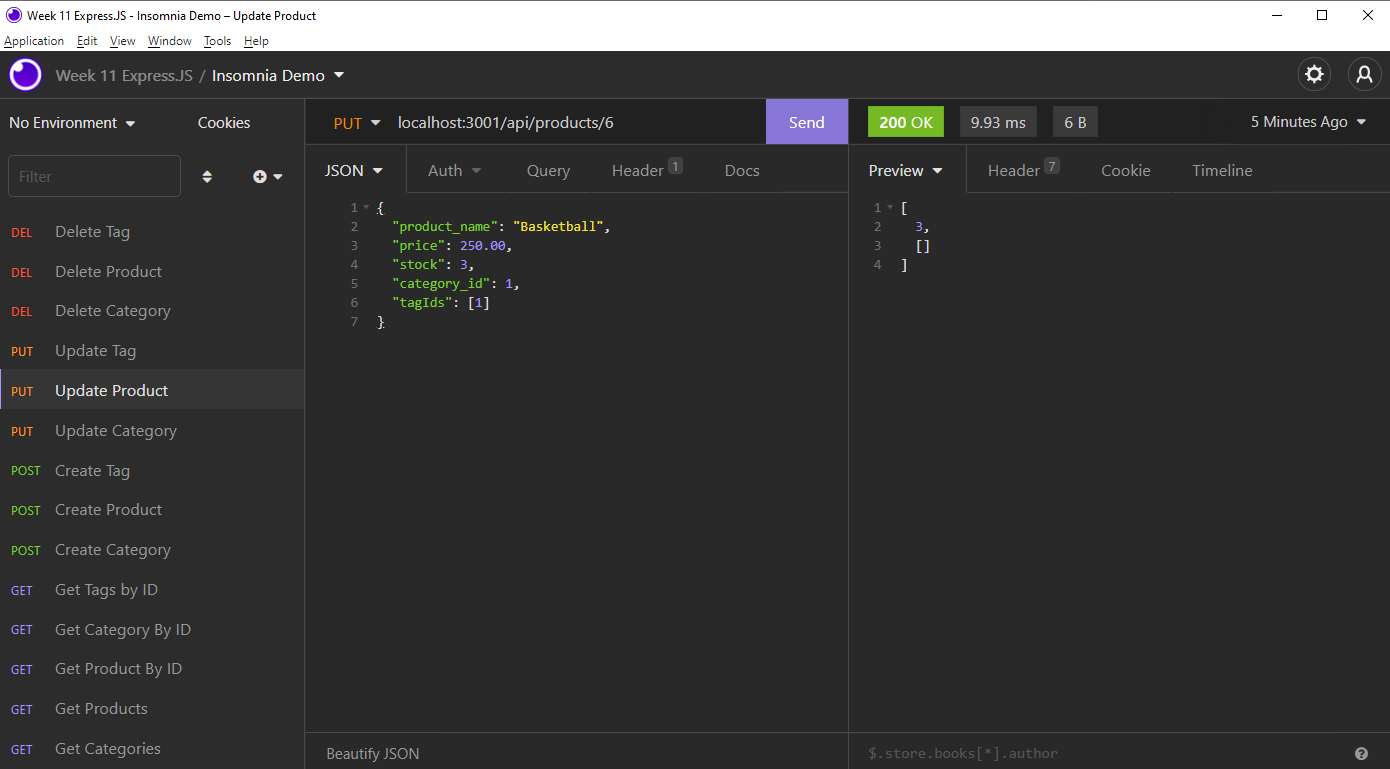 Week 11 Express.JS - Insomnia Demo – Update Product
Application Edit View Window Tools Help
Week 11 Express.JS / Insomnia Demo
No Environment Cookies
Filter
DEL Delete Tag
DEL Delete Product
DEL Delete Category
PUT Update Tag
PUT Update Product
PUT Update Category
POST Create Tag
POST Create Product
POST Create Category
GET Get Tags by ID
GET Get Category By ID
GET Get Product By ID
GET Get Products
GET Get Categories
PUT localhost:3001/api/products/6 Send
JSON Auth Query Header 1 Docs
1 {
2 "product_name": "Basketball",
3 "price": 250.00,
4 "stock": 3,
5 "category_id": 1,
6 "tagIds": [1]
7 }
Beautify JSON
200 OK 9.93 ms 6 B 5 Minutes Ago
Preview Header 7 Cookie Timeline
1 [
2 3,
3 []
4 ]
$.store.books[*].author